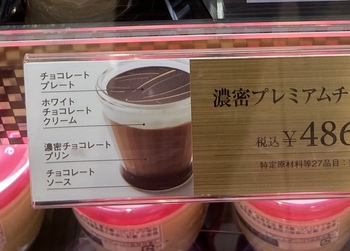 チョコレート
プレート
ホワイト
チョコレート
クリーム
濃密チョコレート
プリン
チョコレート
ソース
濃密プレミアムチ
税込¥486
特定原材料等27品目: